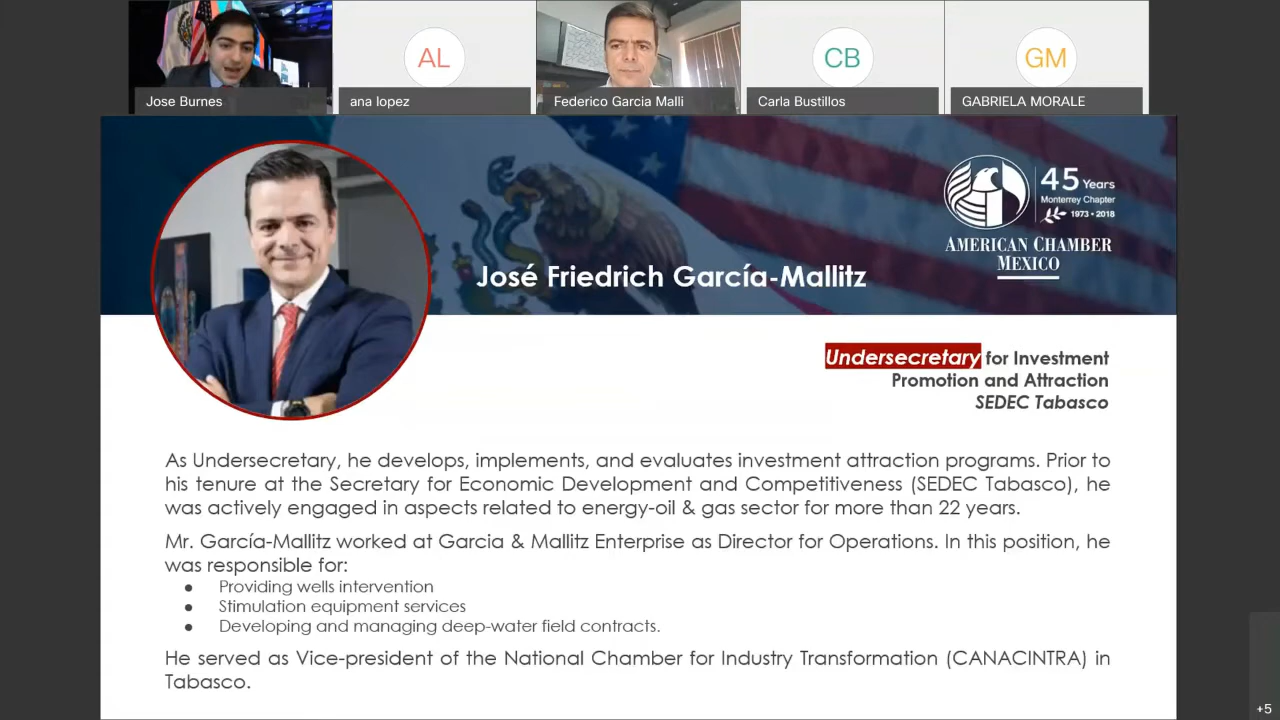 AL
CB
GM
Jose Burnes
ana lopez
Federico Garcia Malli
Carla Bustillos
GABRIELA MORALE
45 Years
Monterrey Chapter
1973 • 2018
AMERICAN CHAMBER
MEXICO
José Friedrich García-Mallitz
Undersecretary for Investment
Promotion and Attraction
SEDEC Tabasco
As Undersecretary, he develops, implements, and evaluates investment attraction programs. Prior to
his tenure at the Secretary for Economic Development and Competitiveness (SEDEC Tabasco), he
was actively engaged in aspects related to energy-oil & gas sector for more than 22 years.
Mr. García-Mallitz worked at Garcia & Mallitz Enterprise as Director for Operations. In this position, he
was responsible for:
● Providing wells intervention
● Stimulation equipment services
● Developing and managing deep-water field contracts.
He served as Vice-president of the National Chamber for Industry Transformation (CANACINTRA) in
Tabasco.
+5